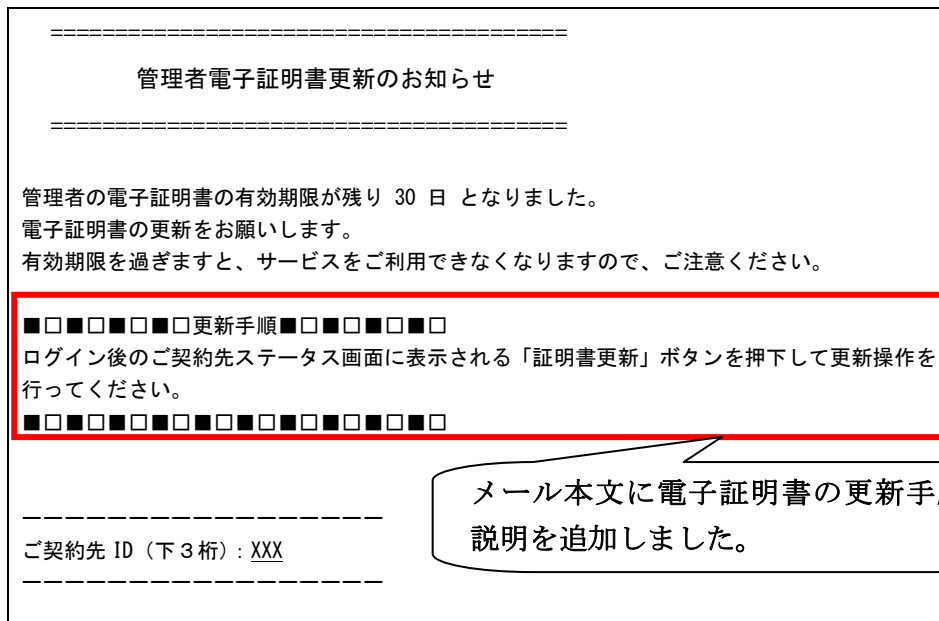 ========================================
管理者電子証明書更新のお知らせ
========================================
管理者の電子証明書の有効期限が残り 30 日 となりました。
電子証明書の更新をお願いします。
有効期限を過ぎますと、サービスをご利用できなくなりますので、ご注意ください。
■□■□■□■□更新手順■□■□■□■□
ログイン後のご契約先ステータス画面に表示される「証明書更新」ボタンを押下して更新操作を
行ってください。
■□■□■□■□■□■□■□■□■□■□
メール本文に電子証明書の更新手
説明を追加しました。
―――――――――――――――――
ご契約先 ID（下３桁）: XXX
―――――――――――――――――